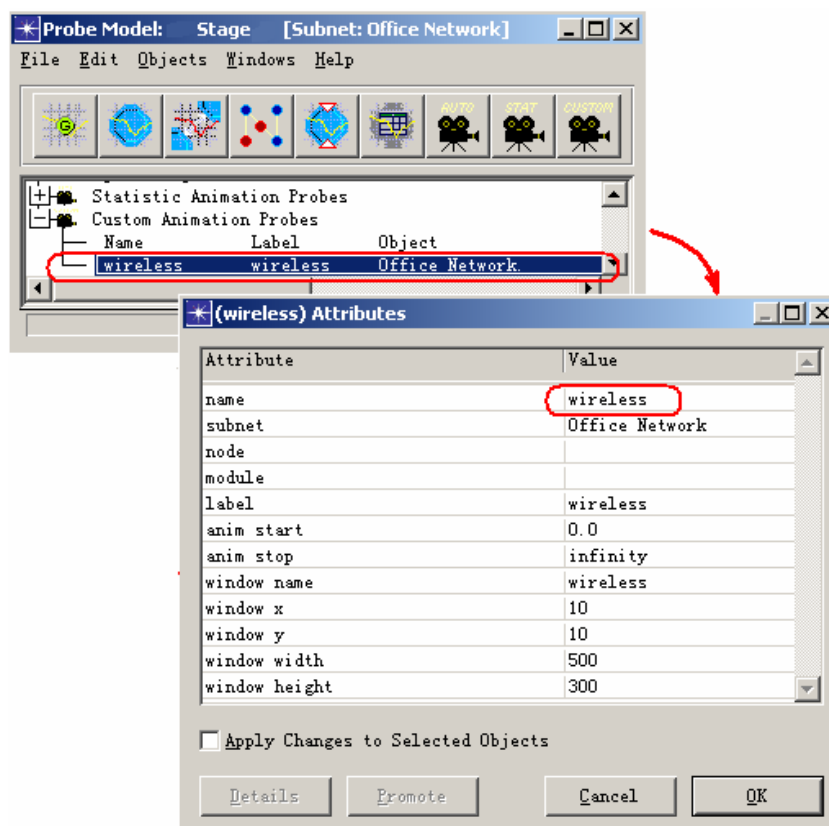 Probe Model: Stage [Subnet: Office Network]
File Edit Objects Windows Help
G AUTO STAT CUSTOM
Statistic Animation Probes
Custom Animation Probes
Name Label Object
wireless wireless Office Network.
(wireless) Attributes
Attribute Value
name wireless
subnet Office Network
node
module
label wireless
anim start 0.0
anim stop infinity
window name wireless
window x 10
window y 10
window width 500
window height 300
Apply Changes to Selected Objects
Details Promote Cancel OK